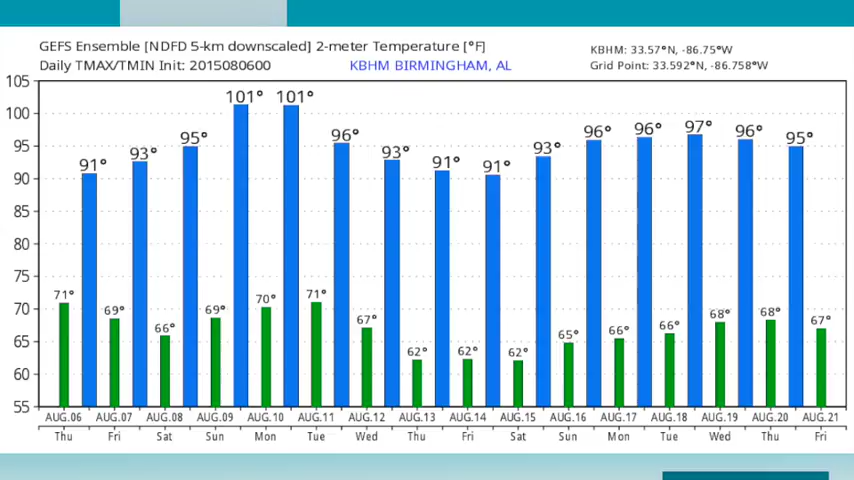 GEFS Ensemble [NDFD 5-km downscaled] 2-meter Temperature [°F]
KBHM: 33.57°N, -86.75°W
Daily TMAX/TMIN Init: 2015080600 KBHM BIRMINGHAM, AL
Grid Point: 33.592°N, -86.758°W
105
100
95
90
85
80
75
70
65
60
55
91° 93° 95° 101° 101° 96° 93° 91° 91° 93° 96° 96° 97° 96° 95°
71° 69° 66° 69° 70° 71° 67° 62° 62° 62° 65° 66° 66° 68° 68° 67°
AUG.06 AUG.07 AUG.08 AUG.09 AUG.10 AUG.11 AUG.12 AUG.13 AUG.14 AUG.15 AUG.16 AUG.17 AUG.18 AUG.19 AUG.20 AUG.21
Thu Fri Sat Sun Mon Tue Wed Thu Fri Sat Sun Mon Tue Wed Thu Fri